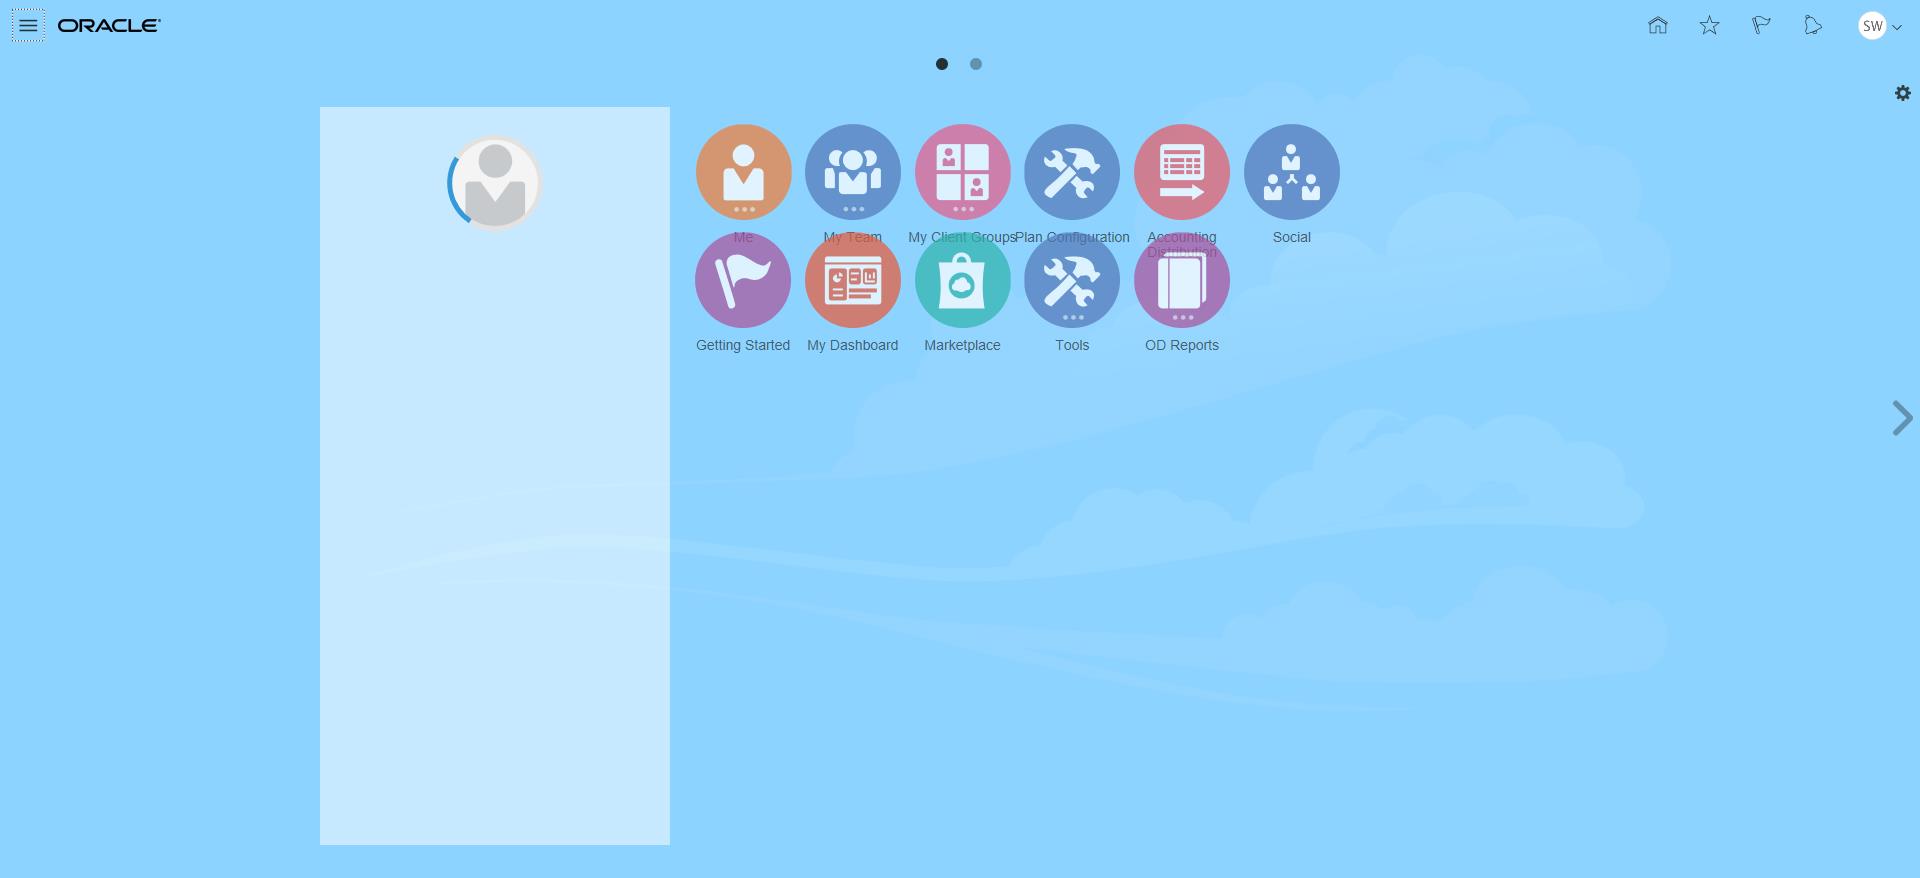 ORACLE
SW
Me
My Team
My Client Groups
Plan Configuration
Accounting
Distribution
Social
Getting Started
My Dashboard
Marketplace
Tools
OD Reports